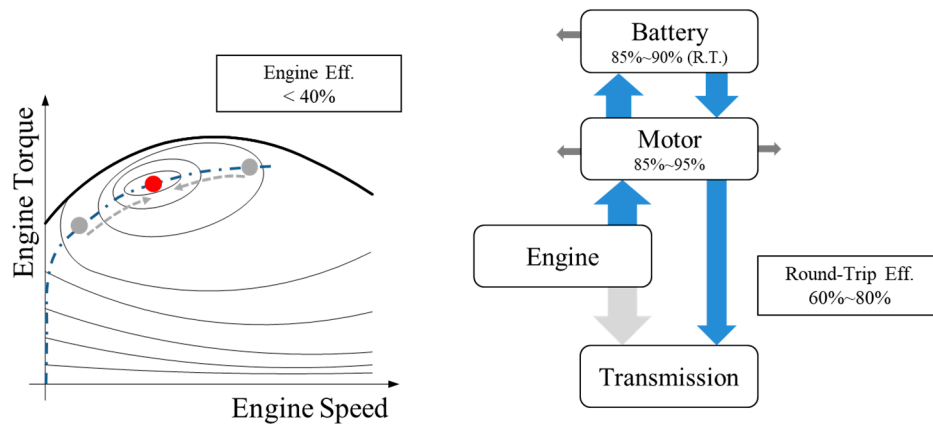 Engine Eff.
< 40%
Engine Torque
Engine Speed
Battery
85%~90% (R.T.)
Motor
85%~95%
Engine
Round-Trip Eff.
60%~80%
Transmission